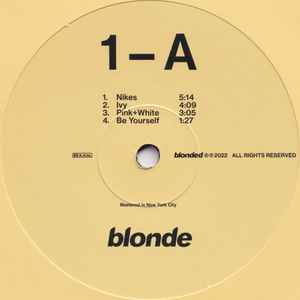 1–A
1. Nikes 5:14
2. Ivy 4:09
3. Pink+White 3:05
4. Be Yourself 1:27
blonded ℗© 2022 ALL RIGHTS RESERVED
Mastered in New York City
blonde